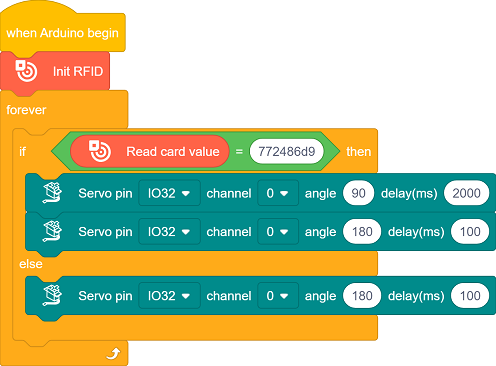 when Arduino begin
Init RFID
forever
if Read card value = 772486d9 then
Servo pin IO32 channel 0 angle 90 delay(ms) 2000
Servo pin IO32 channel 0 angle 180 delay(ms) 100
else
Servo pin IO32 channel 0 angle 180 delay(ms) 100